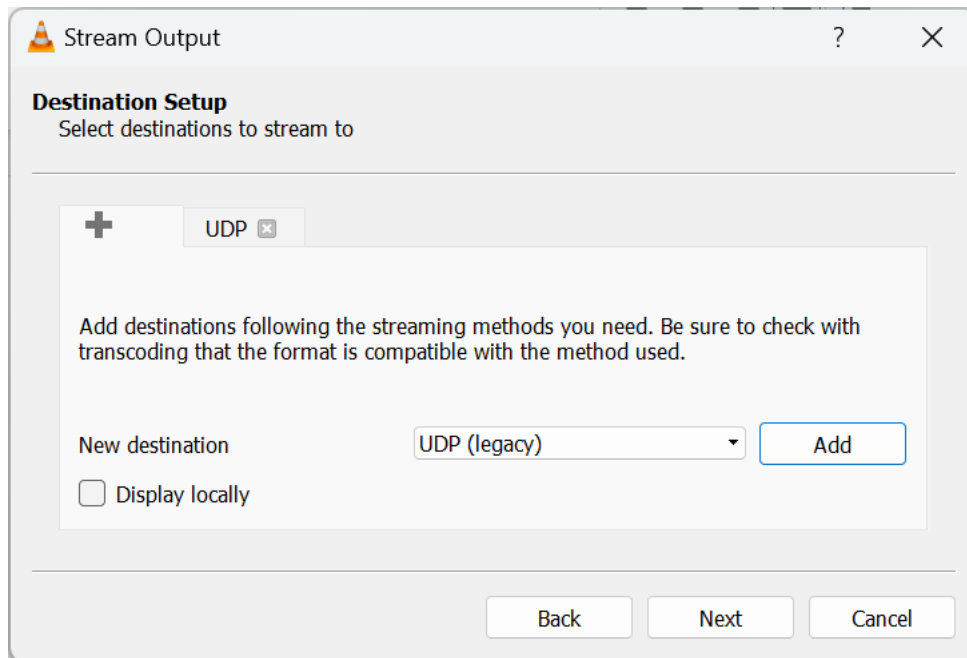 Stream Output
Destination Setup
Select destinations to stream to
UDP
Add destinations following the streaming methods you need. Be sure to check with
transcoding that the format is compatible with the method used.
New destination UDP (legacy) Add
Display locally
Back Next Cancel